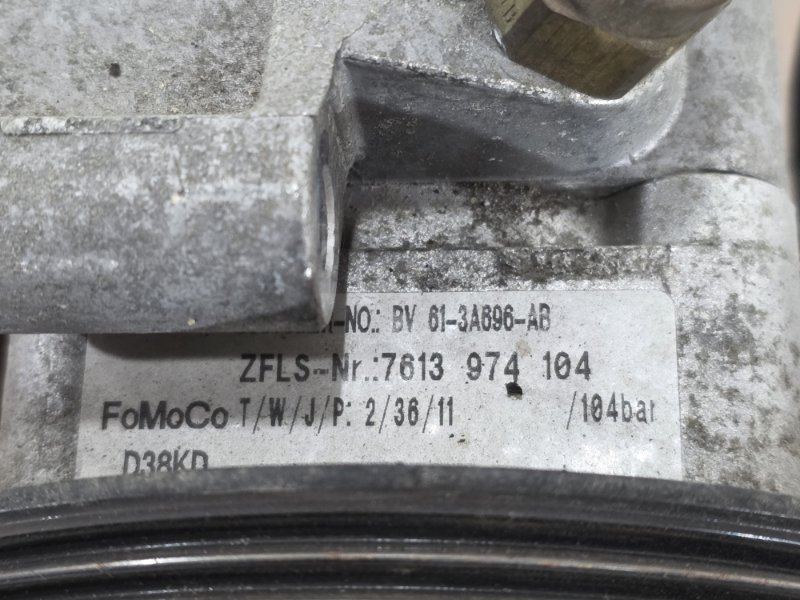 -NO.: BV 61-3A696-AB
ZFLS-Nr.:7613 974 104
FoMoCo T/W/J/P: 2/36/11 /104bar
D38KD